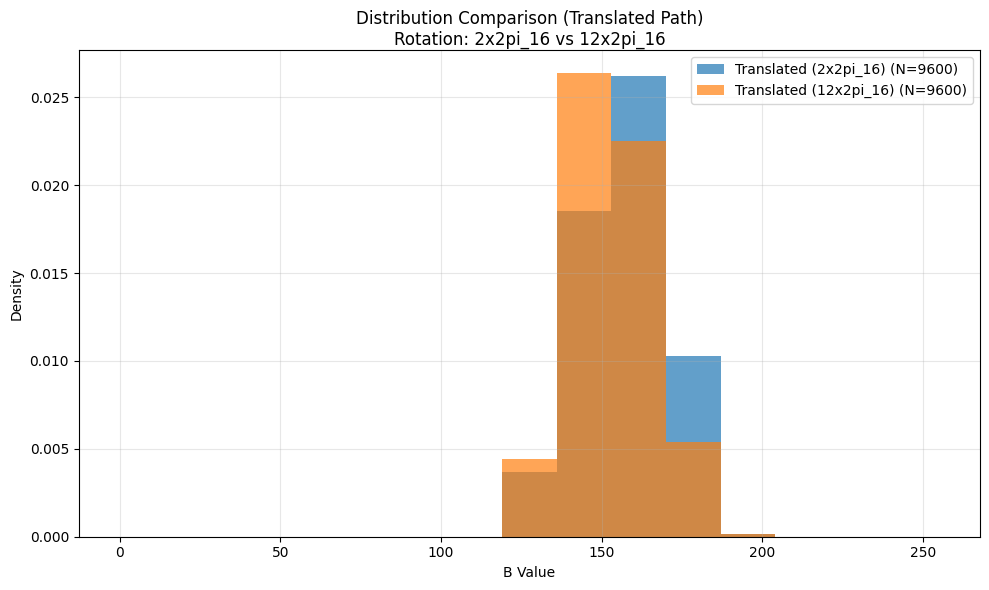 Distribution Comparison (Translated Path)
Rotation: 2x2pi_16 vs 12x2pi_16
Translated (2x2pi_16) (N=9600)
Translated (12x2pi_16) (N=9600)
Density
0.025
0.020
0.015
0.010
0.005
0.000
0 50 100 150 200 250
B Value